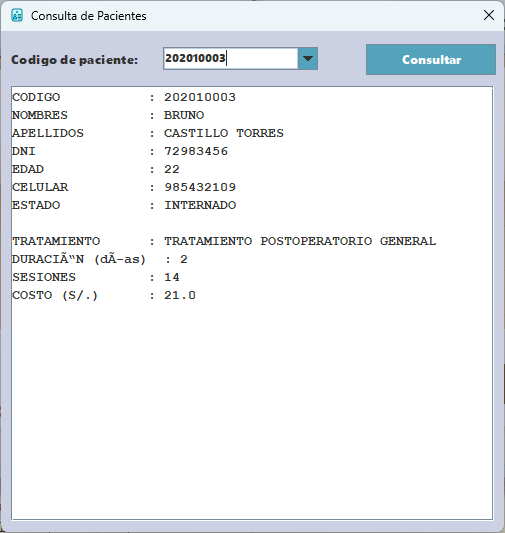 Consulta de Pacientes
Codigo de paciente: 202010003 Consultar
CODIGO : 202010003
NOMBRES : BRUNO
APELLIDOS : CASTILLO TORRES
DNI : 72983456
EDAD : 22
CELULAR : 985432109
ESTADO : INTERNADO
TRATAMIENTO : TRATAMIENTO POSTOPERATORIO GENERAL
DURACIÃ“N (dÃ-as) : 2
SESIONES : 14
COSTO (S/.) : 21.0